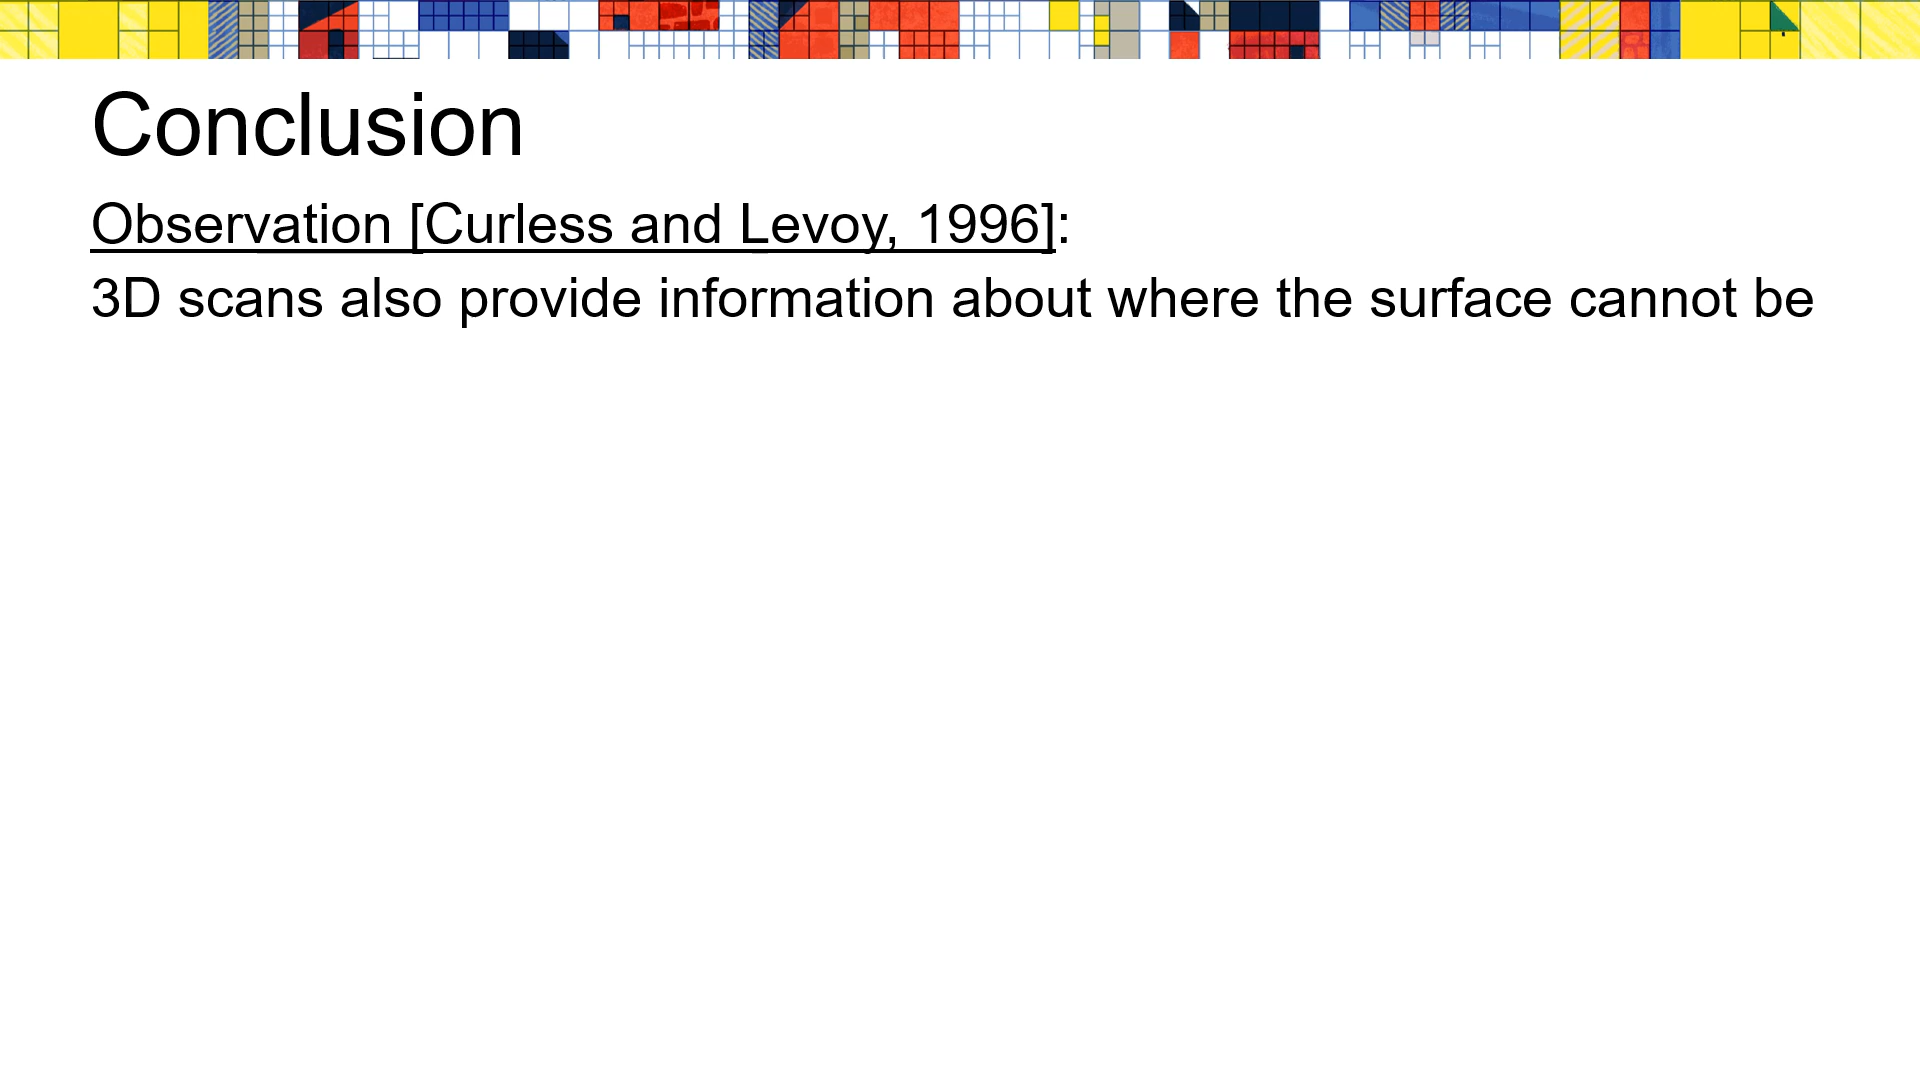 Conclusion
Observation [Curless and Levoy, 1996]:
3D scans also provide information about where the surface cannot be